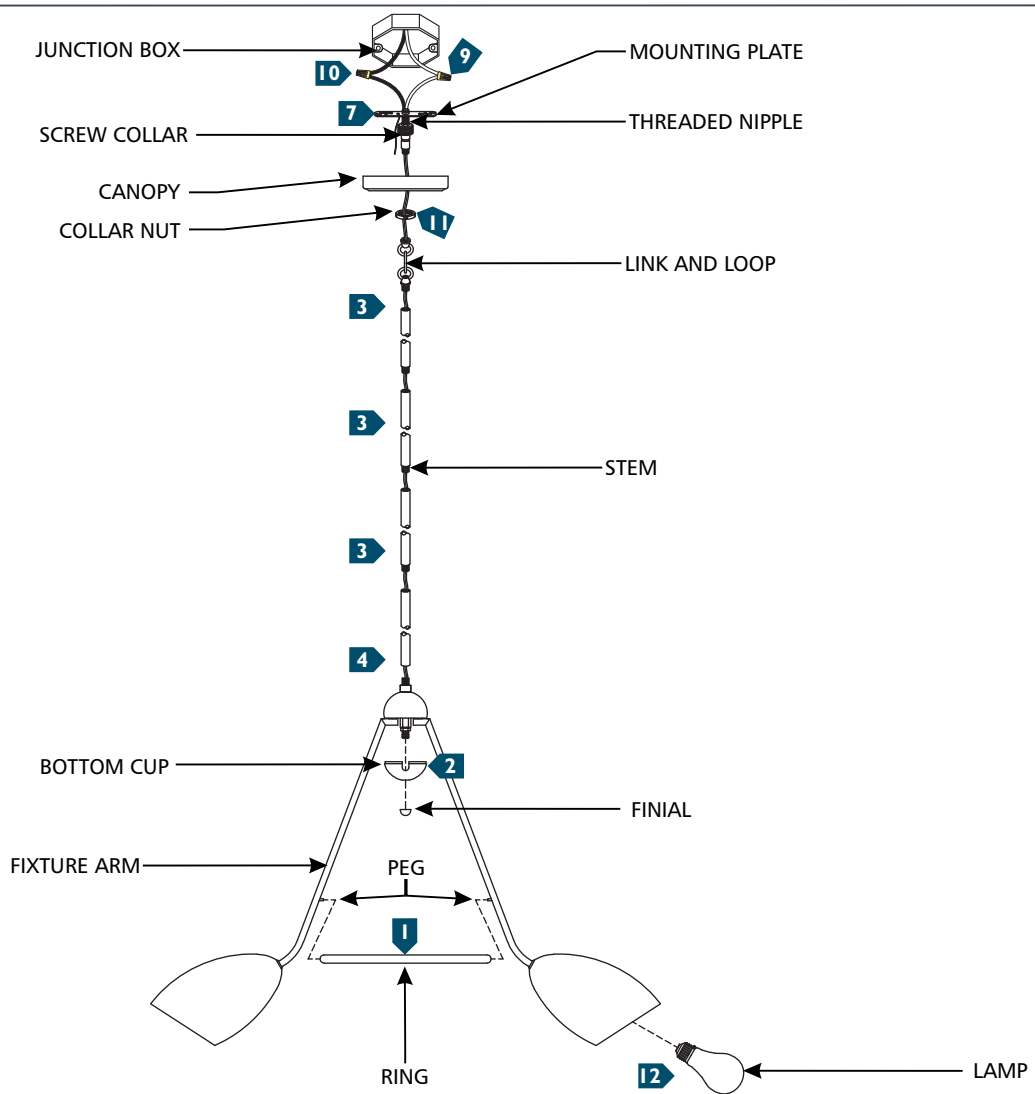 JUNCTION BOX
9
MOUNTING PLATE
10
7
THREADED NIPPLE
SCREW COLLAR
CANOPY
11
COLLAR NUT
LINK AND LOOP
3
3
STEM
3
4
BOTTOM CUP
2
FINIAL
FIXTURE ARM
PEG
1
RING
12
LAMP